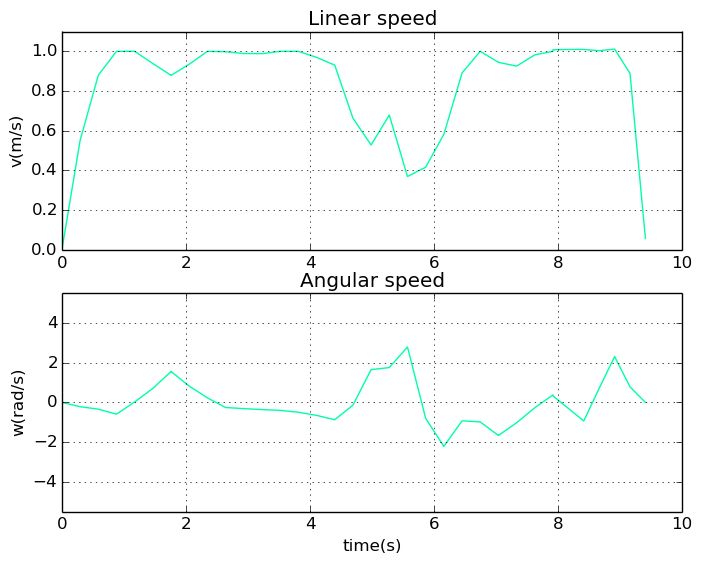 Linear speed
1.0
0.8
0.6
0.4
0.2
0.0
v(m/s)
0 2 4 6 8 10
Angular speed
4
2
0
−2
−4
w(rad/s)
0 2 4 6 8 10
time(s)